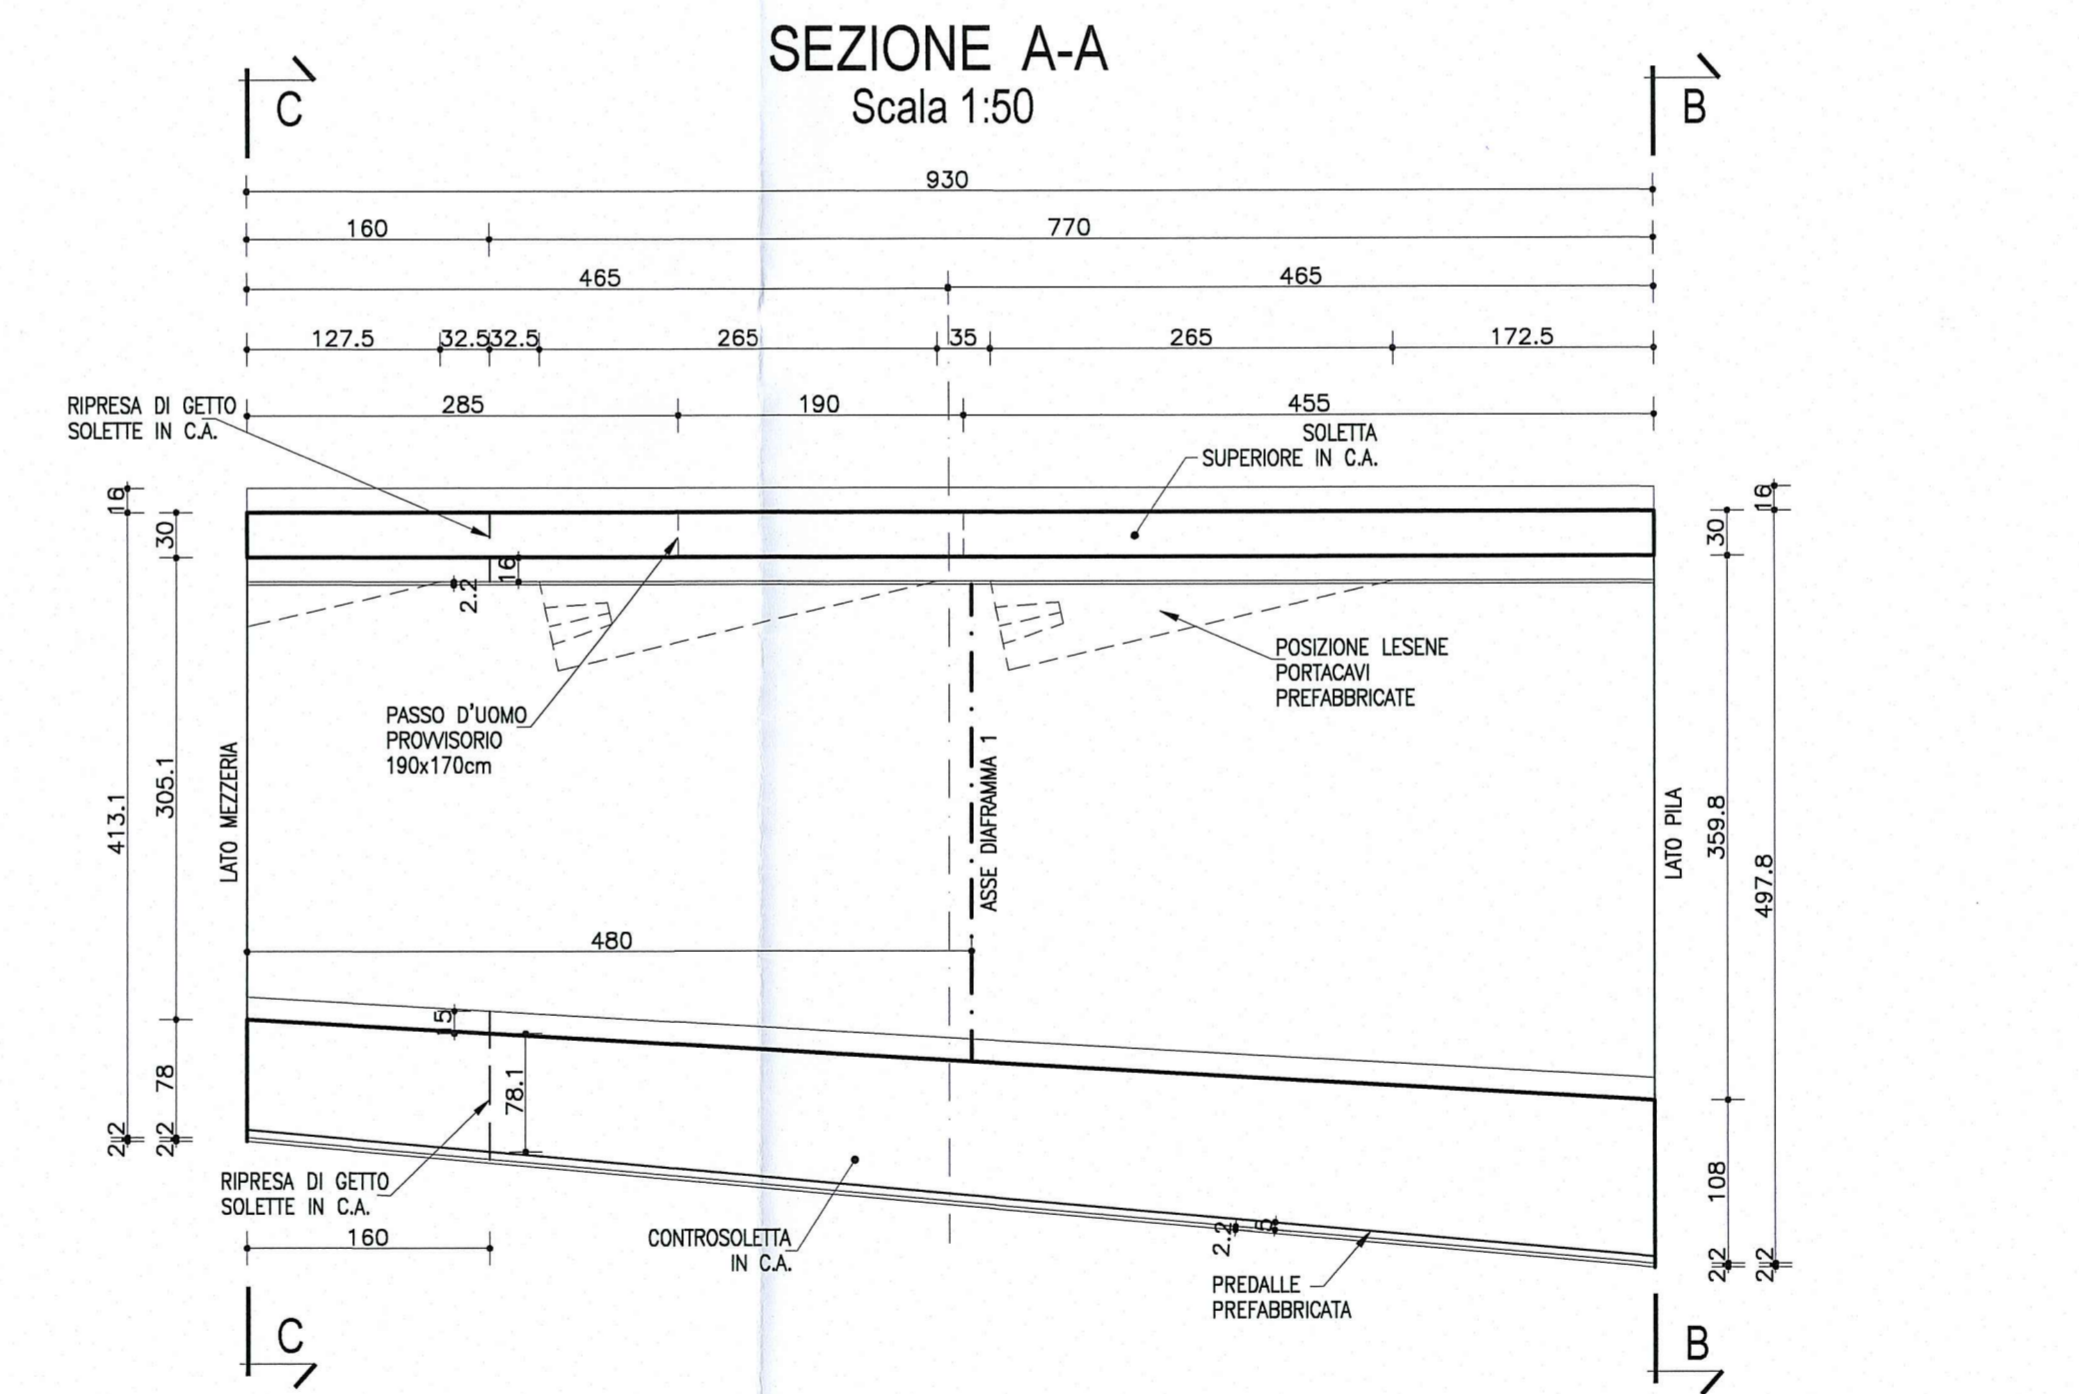 SEZIONE A-A
Scala 1:50
C
B
930
160
770
465
465
127.5
32.5
32.5
265
35
265
172.5
285
190
455
RIPRESA DI GETTO
SOLETTE IN C.A.
SOLETTA
SUPERIORE IN C.A.
16
30
16
2.2
16
30
POSIZIONE LESENE
PORTACAVI
PREFABBRICATE
PASSO D'UOMO
PROVVISORIO
190x170cm
413.1
305.1
LATO MEZZERIA
ASSE DIAFRAMMA 1
LATO PILA
359.8
497.8
480
15
78
78.1
2.2
2.2
108
RIPRESA DI GETTO
SOLETTE IN C.A.
160
CONTROSOLETTA
IN C.A.
2.2
5
2.2
2.2
PREDALLE
PREFABBRICATA
C
B